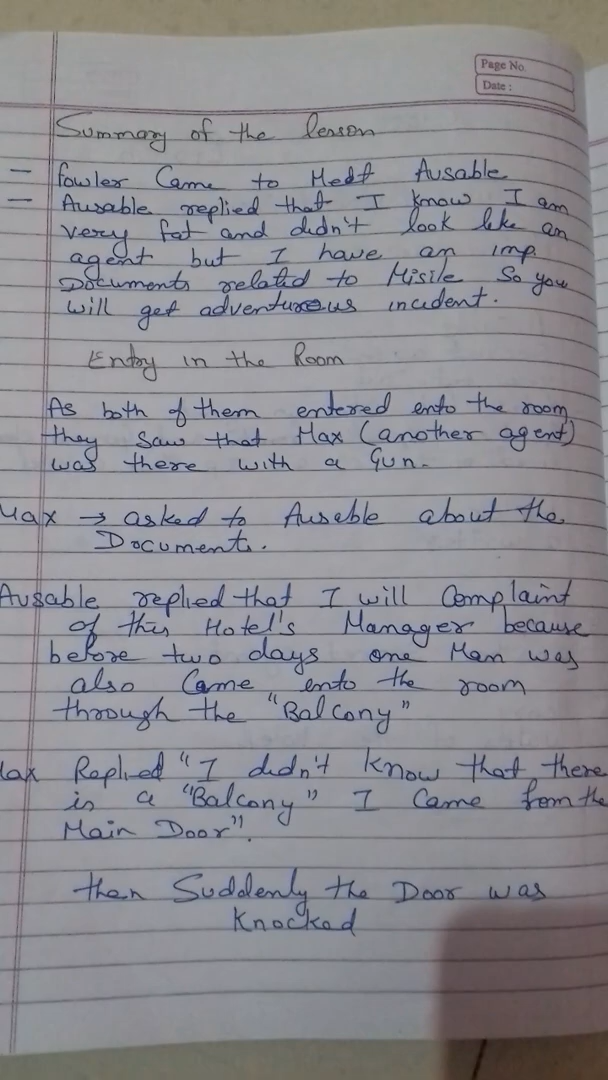 Page No.
Date :
Summary of the lesson
– fowler Came to Meet Ausable
– Ausable replied that I know I am
very fat and didn't look like an
agent but I have an imp.
Documents related to Misile So you
will get adventureous incident.
Entry in the Room
As both of them entered ento the room
they saw that Max (another agent)
was there with a Gun.
Max → asked to Auseble about the
Documents.
Ausable replied that I will Complaint
of this Hotel's Manager because
before two days one Man was
also Came ento the room
through the "Balcony"
Max Replied "I didn't know that there
is a "Balcony" I Came from the
Main Door".
then Suddenly the Door was
Knocked